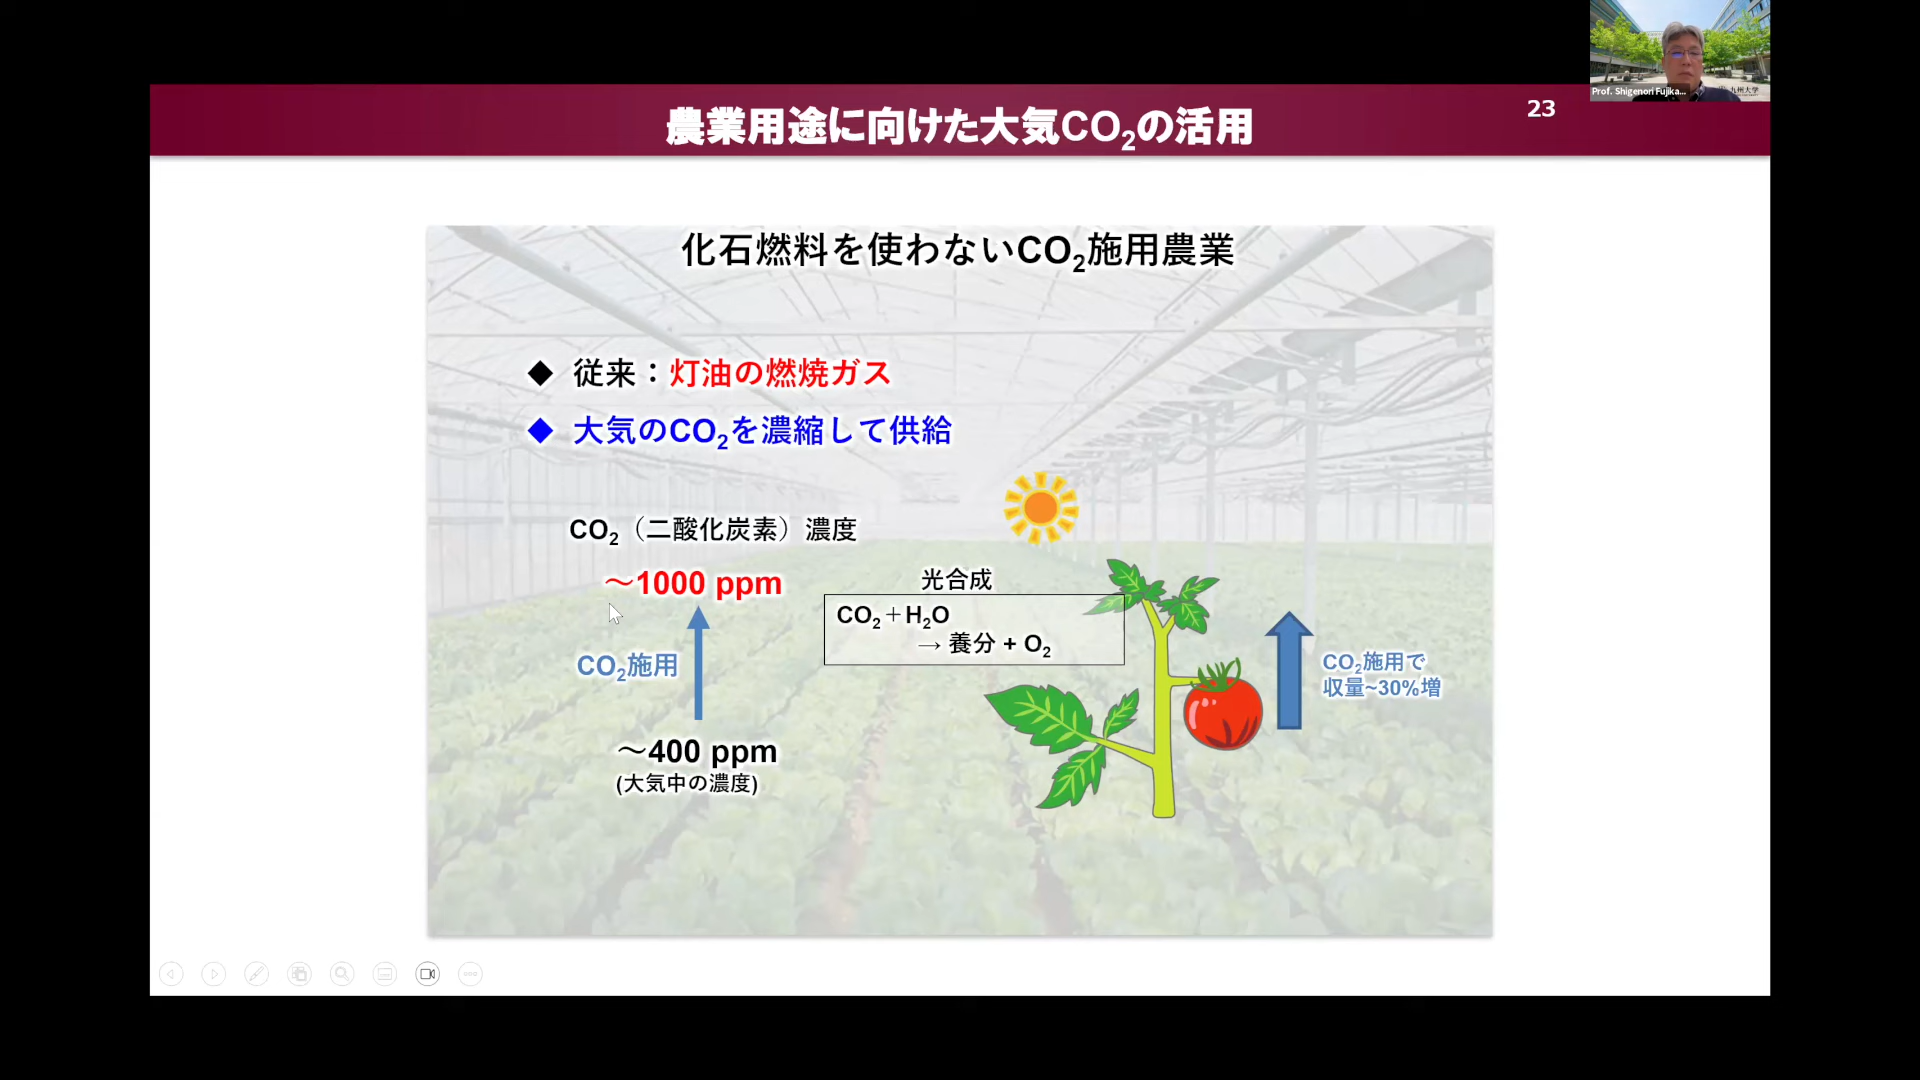 Prof. Shigenori Fujika...
九州大学
農業用途に向けた大気CO₂の活用
23
化石燃料を使わないCO₂施用農業
◆ 従来：灯油の燃焼ガス
◆ 大気のCO₂を濃縮して供給
CO₂（二酸化炭素）濃度
～1000 ppm
CO₂施用
～400 ppm
(大気中の濃度)
光合成
CO₂＋H₂O
→ 養分 + O₂
CO₂施用で
収量~30%増